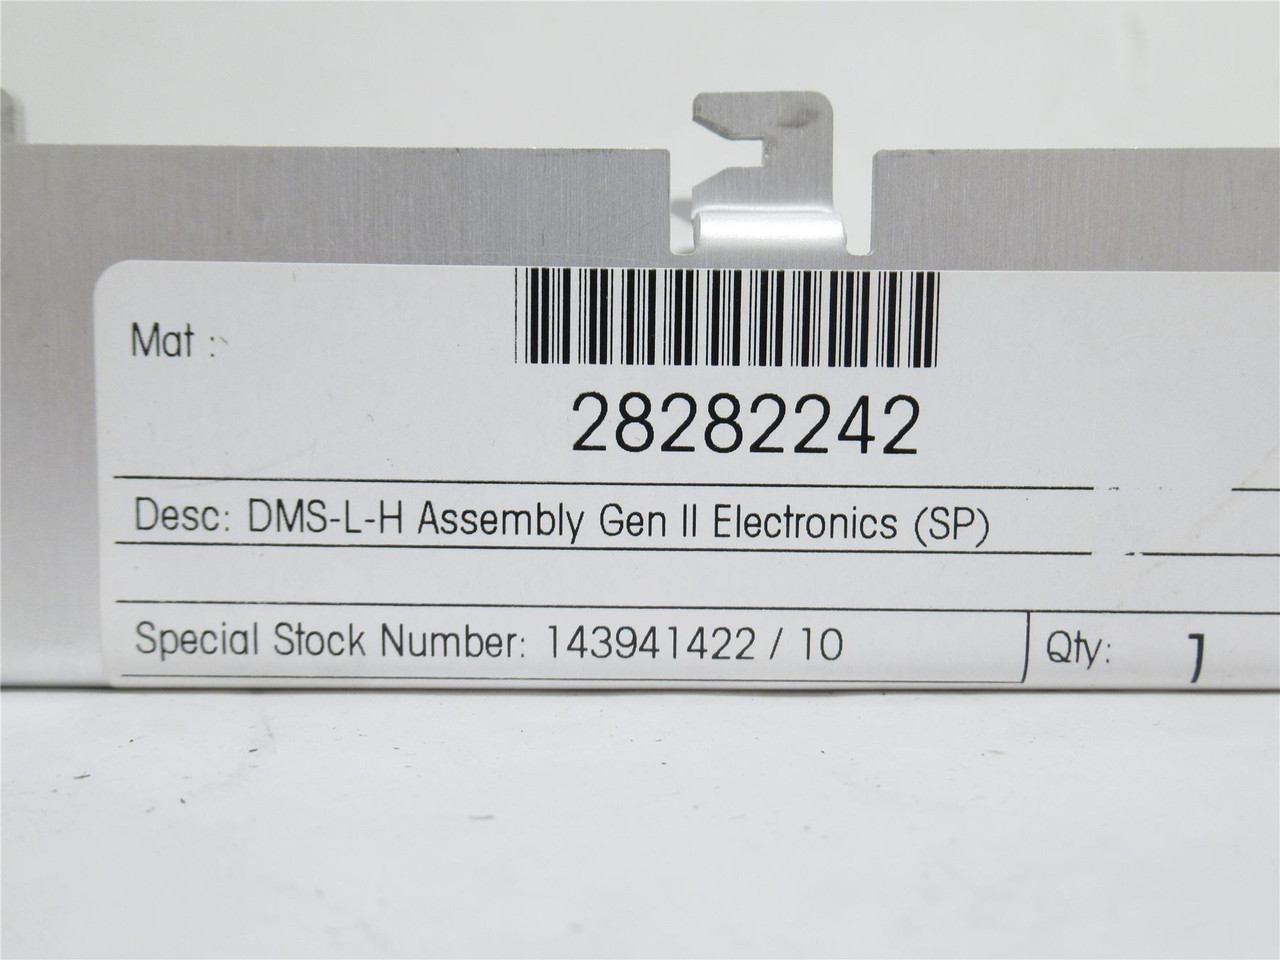 Mat :
28282242
Desc: DMS-L-H Assembly Gen II Electronics (SP)
Special Stock Number: 143941422 / 10
Qty: 1